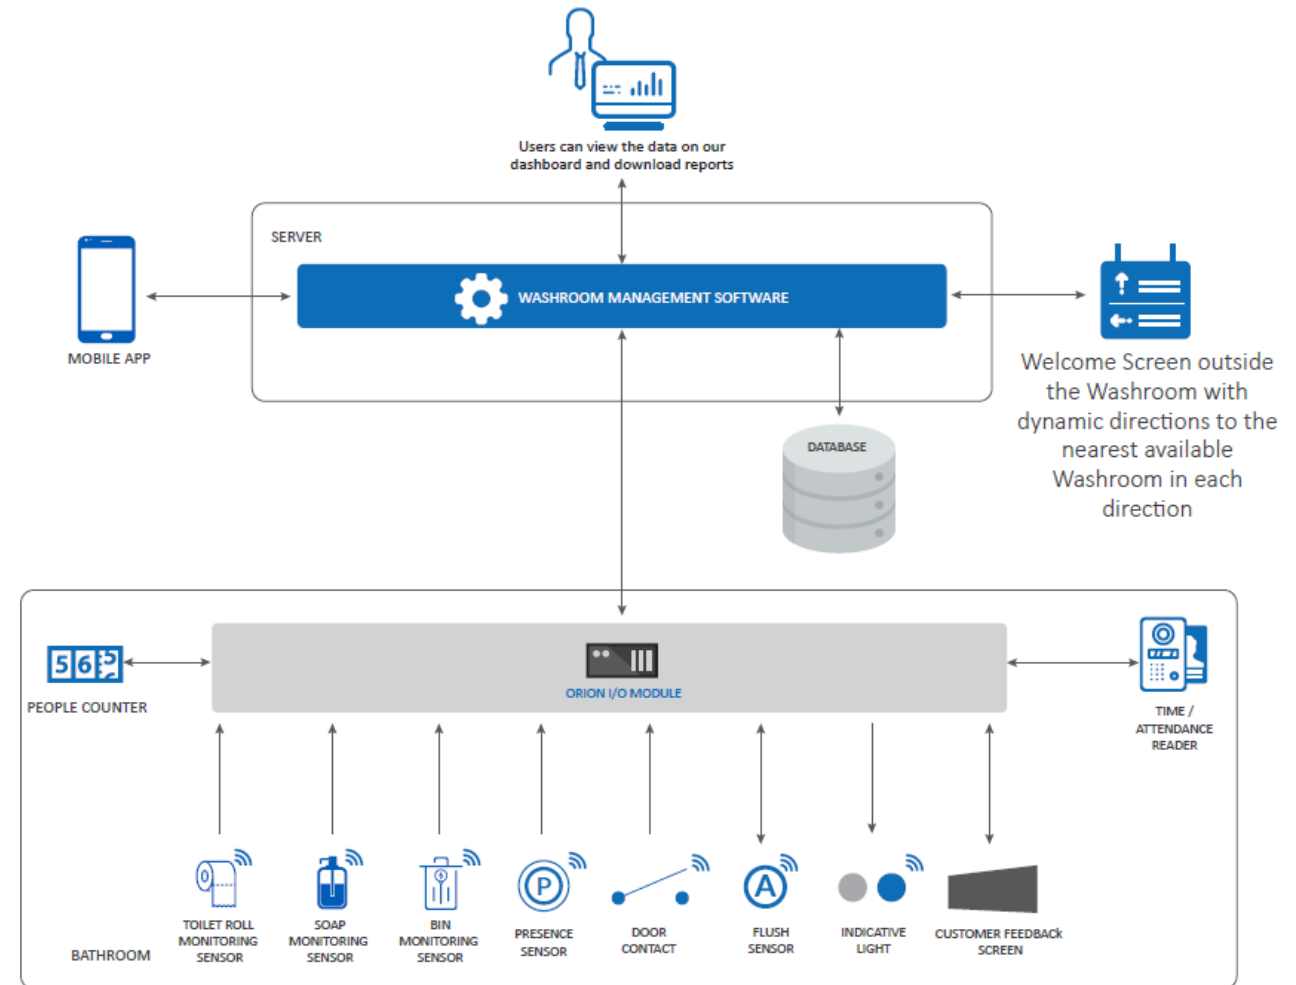 Users can view the data on our
dashboard and download reports
SERVER
WASHROOM MANAGEMENT SOFTWARE
MOBILE APP
Welcome Screen outside
the Washroom with
dynamic directions to the
nearest available
Washroom in each
direction
DATABASE
565
PEOPLE COUNTER
ORION I/O MODULE
TIME /
ATTENDANCE
READER
TOILET ROLL
MONITORING
SENSOR
SOAP
MONITORING
SENSOR
BIN
MONITORING
SENSOR
P
PRESENCE
SENSOR
DOOR
CONTACT
A
FLUSH
SENSOR
INDICATIVE
LIGHT
CUSTOMER FEEDBACk
SCREEN
BATHROOM